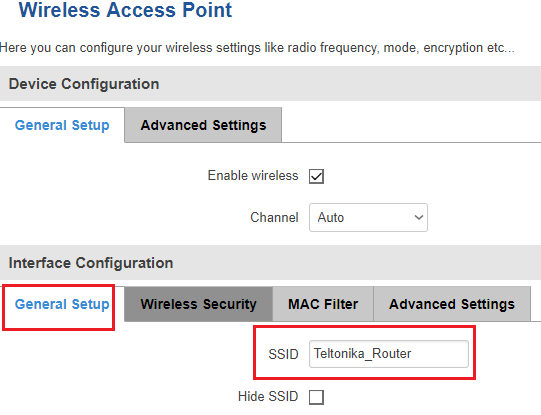 Wireless Access Point
Here you can configure your wireless settings like radio frequency, mode, encryption etc...
Device Configuration
General Setup Advanced Settings
Enable wireless
Channel Auto
Interface Configuration
General Setup Wireless Security MAC Filter Advanced Settings
SSID Teltonika_Router
Hide SSID